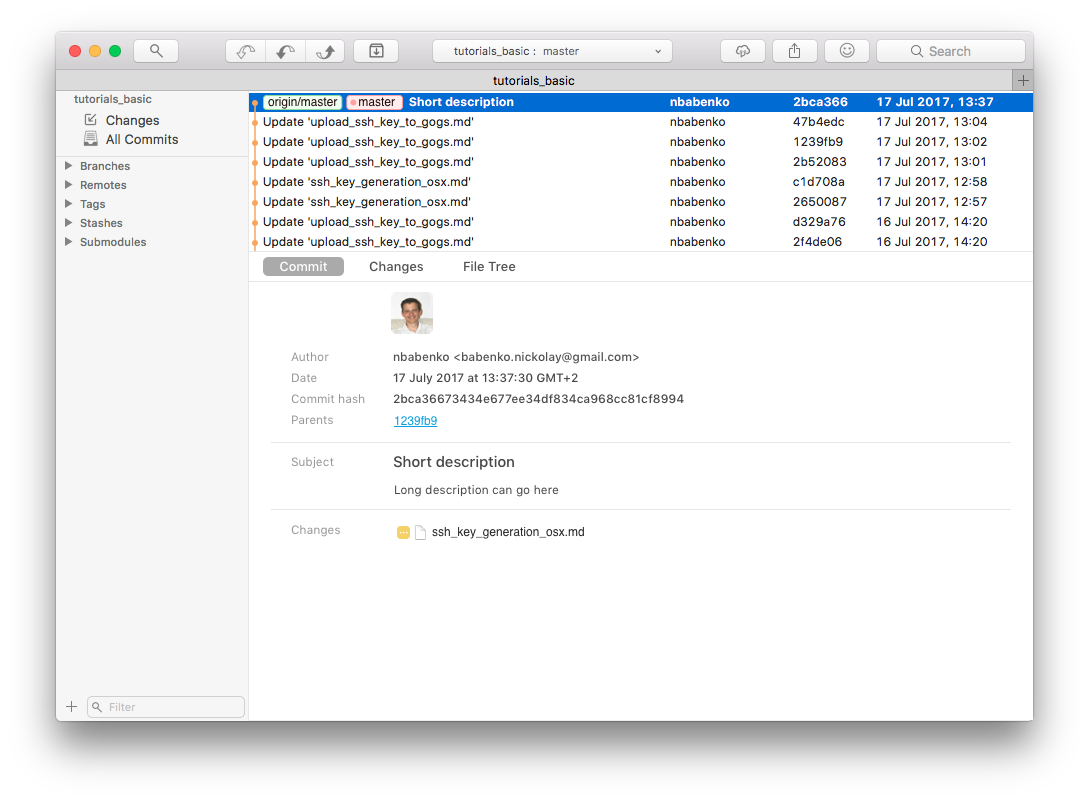 tutorials_basic : master
Search
tutorials_basic
tutorials_basic
Changes
All Commits
Branches
Remotes
Tags
Stashes
Submodules
Filter
origin/master master Short description nbabenko 2bca366 17 Jul 2017, 13:37
Update 'upload_ssh_key_to_gogs.md' nbabenko 47b4edc 17 Jul 2017, 13:04
Update 'upload_ssh_key_to_gogs.md' nbabenko 1239fb9 17 Jul 2017, 13:02
Update 'upload_ssh_key_to_gogs.md' nbabenko 2b52083 17 Jul 2017, 13:01
Update 'ssh_key_generation_osx.md' nbabenko c1d708a 17 Jul 2017, 12:58
Update 'ssh_key_generation_osx.md' nbabenko 2650087 17 Jul 2017, 12:57
Update 'upload_ssh_key_to_gogs.md' nbabenko d329a76 16 Jul 2017, 14:20
Update 'upload_ssh_key_to_gogs.md' nbabenko 2f4de06 16 Jul 2017, 14:20
Commit Changes File Tree
Author nbabenko <babenko.nickolay@gmail.com>
Date 17 July 2017 at 13:37:30 GMT+2
Commit hash 2bca36673434e677ee34df834ca968cc81cf8994
Parents 1239fb9
Subject Short description
Long description can go here
Changes ssh_key_generation_osx.md